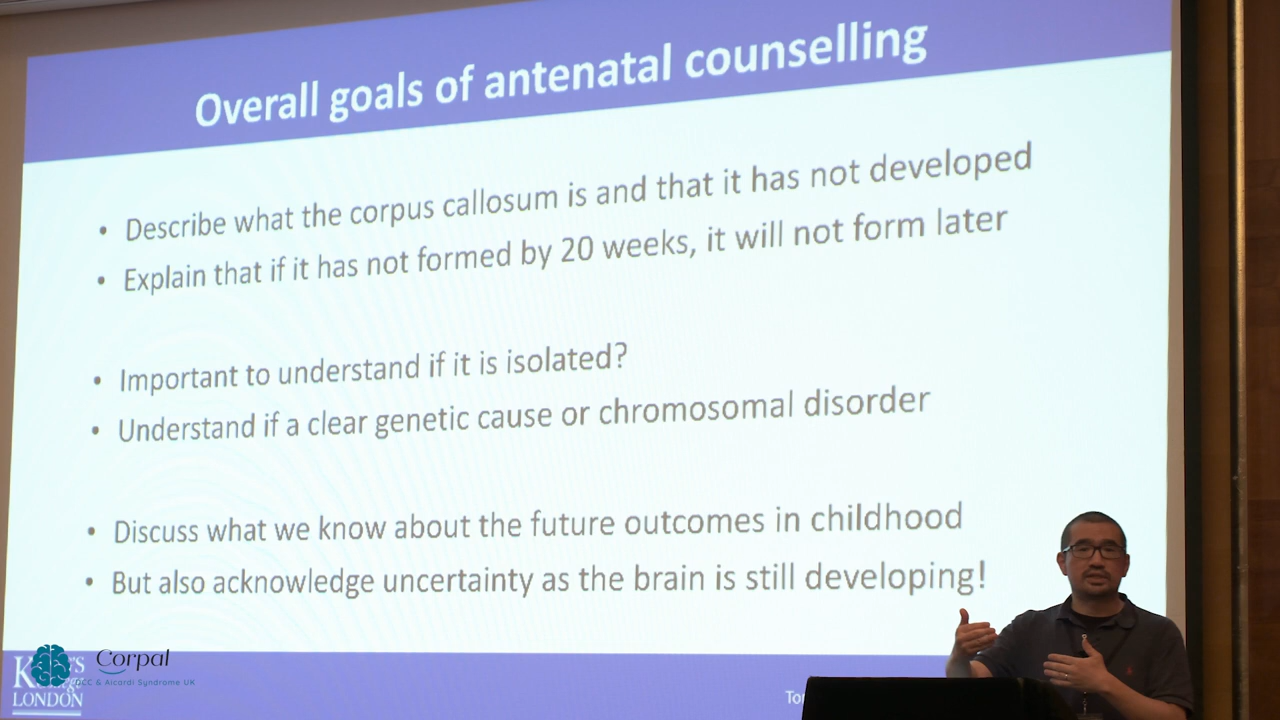 Overall goals of antenatal counselling
• Describe what the corpus callosum is and that it has not developed
• Explain that if it has not formed by 20 weeks, it will not form later
• Important to understand if it is isolated?
• Understand if a clear genetic cause or chromosomal disorder
• Discuss what we know about the future outcomes in childhood
• But also acknowledge uncertainty as the brain is still developing!
Corpal
& Aicardi Syndrome UK
LONDON